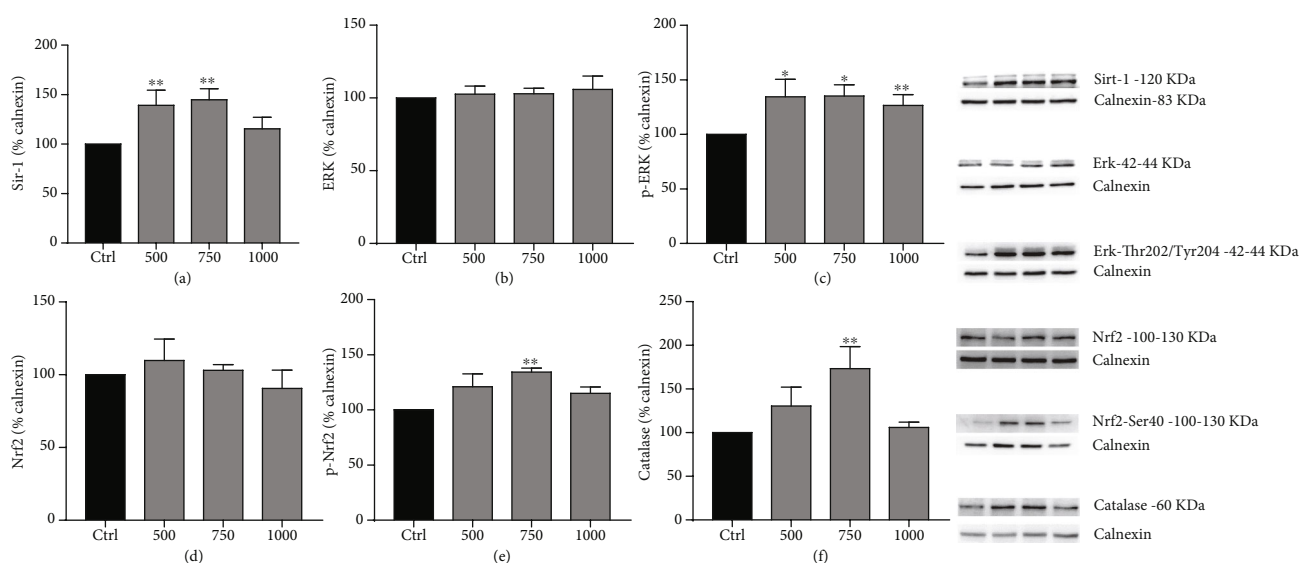 Sir-1 (% calnexin)
200
150
100
50
0
**
**
Ctrl
500
750
1000
(a)
ERK (% calnexin)
150
100
50
0
Ctrl
500
750
1000
(b)
p-ERK (% calnexin)
200
150
100
50
0
*
*
**
Ctrl
500
750
1000
(c)
Nrf2 (% calnexin)
150
100
50
0
Ctrl
500
750
1000
(d)
p-Nrf2 (% calnexin)
200
150
100
50
0
**
Ctrl
500
750
1000
(e)
Catalase (% calnexin)
250
200
150
100
50
0
**
Ctrl
500
750
1000
(f)
Sirt-1 -120 KDa
Calnexin-83 KDa
Erk-42-44 KDa
Calnexin
Erk-Thr202/Tyr204 -42-44 KDa
Calnexin
Nrf2 -100-130 KDa
Calnexin
Nrf2-Ser40 -100-130 KDa
Calnexin
Catalase -60 KDa
Calnexin